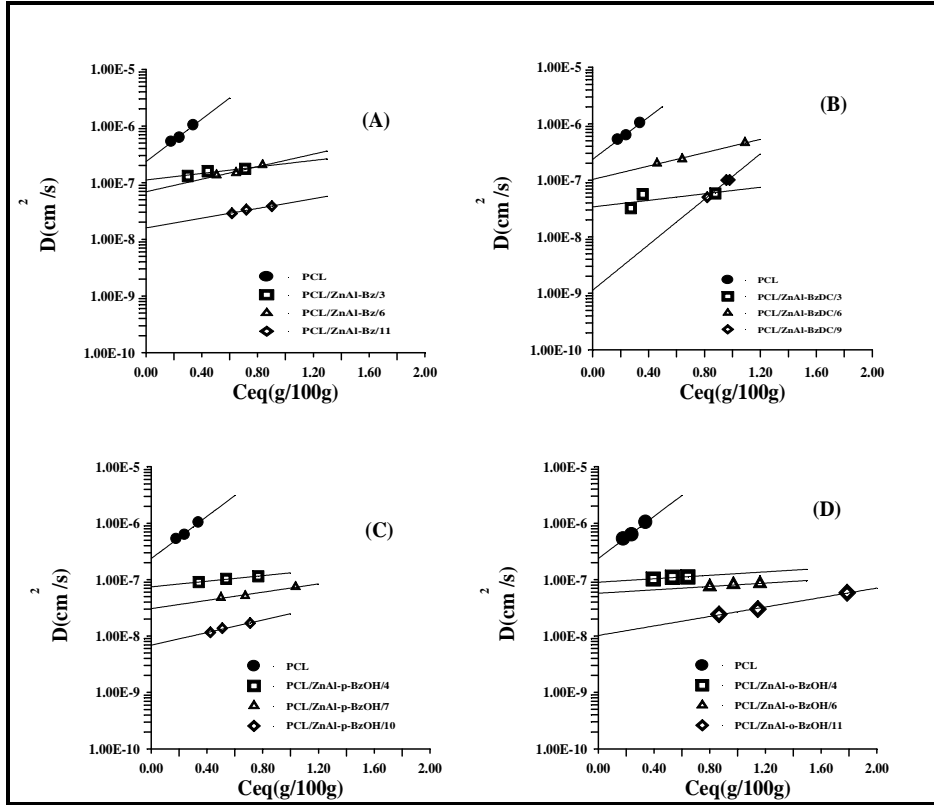 (A)
1.00E-5
1.00E-6
1.00E-7
1.00E-8
1.00E-9
1.00E-10
D(cm2/s)
PCL
PCL/ZnAl-Bz/3
PCL/ZnAl-Bz/6
PCL/ZnAl-Bz/11
0.00 0.40 0.80 1.20 1.60 2.00
Ceq(g/100g)
(B)
1.00E-5
1.00E-6
1.00E-7
1.00E-8
1.00E-9
1.00E-10
D(cm2/s)
PCL
PCL/ZnAl-BzDC/3
PCL/ZnAl-BzDC/6
PCL/ZnAl-BzDC/9
0.00 0.40 0.80 1.20 1.60 2.00
Ceq(g/100g)
(C)
1.00E-5
1.00E-6
1.00E-7
1.00E-8
1.00E-9
1.00E-10
D(cm2/s)
PCL
PCL/ZnAl-p-BzOH/4
PCL/ZnAl-p-BzOH/7
PCL/ZnAl-p-BzOH/10
0.00 0.40 0.80 1.20 1.60 2.00
Ceq(g/100g)
(D)
1.00E-5
1.00E-6
1.00E-7
1.00E-8
1.00E-9
1.00E-10
D(cm2/s)
PCL
PCL/ZnAl-o-BzOH/4
PCL/ZnAl-o-BzOH/6
PCL/ZnAl-o-BzOH/11
0.00 0.40 0.80 1.20 1.60 2.00
Ceq(g/100g)